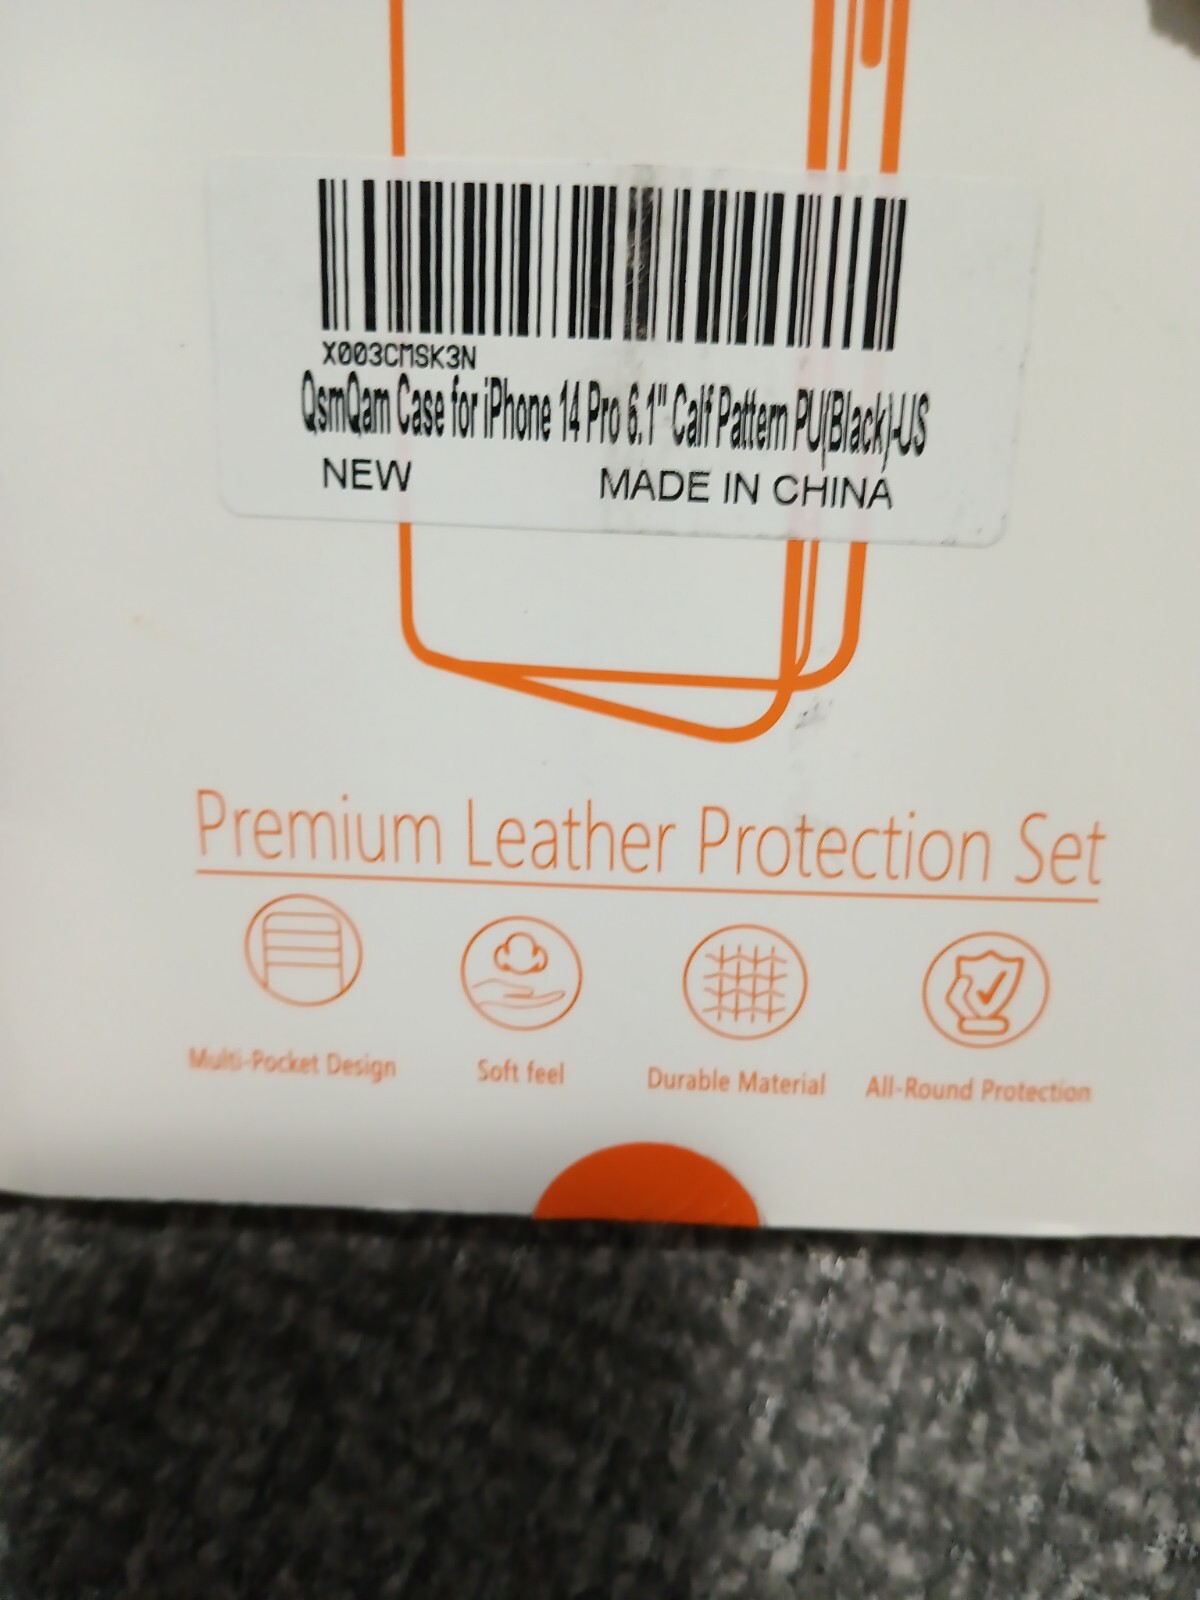 X003CMSK3N
QsmQam Case for iPhone 14 Pro 6.1" Calf Pattern PU(Black)-US
NEW MADE IN CHINA
Premium Leather Protection Set
Multi-Pocket Design Soft feel Durable Material All-Round Protection